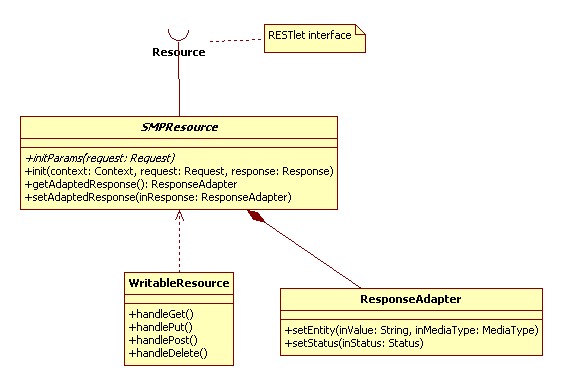 RESTlet interface
Resource
SMPResource
+initParams(request: Request)
+init(context: Context, request: Request, response: Response)
+getAdaptedResponse(): ResponseAdapter
+setAdaptedResponse(inResponse: ResponseAdapter)
WritableResource
+handleGet()
+handlePut()
+handlePost()
+handleDelete()
ResponseAdapter
+setEntity(inValue: String, inMediaType: MediaType)
+setStatus(inStatus: Status)